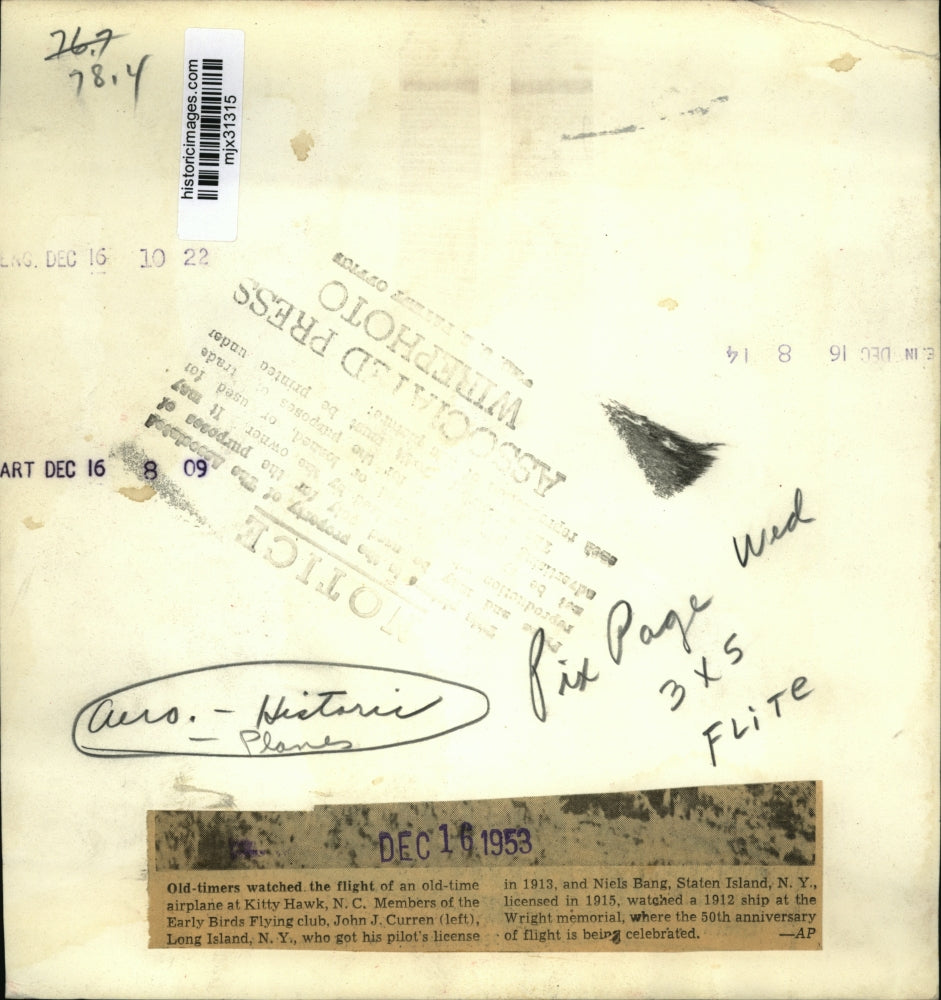 76.7
78.4
historicimages.com
mjx31315
ENG. DEC 16 10 22
E. IN DEC 16 8 14
ART DEC 16 8 09
ASSOCIATED PRESS
WIREPHOTO
NOTICE
Pix Page Wed
3 x 5
FLiTe
Aero. - Historic
- Planes
DEC 16 1953
Old-timers watched the flight of an old-time
airplane at Kitty Hawk, N. C. Members of the
Early Birds Flying club, John J. Curren (left),
Long Island, N. Y., who got his pilot's license
in 1913, and Niels Bang, Staten Island, N. Y.,
licensed in 1915, watched a 1912 ship at the
Wright memorial, where the 50th anniversary
of flight is being celebrated. —AP